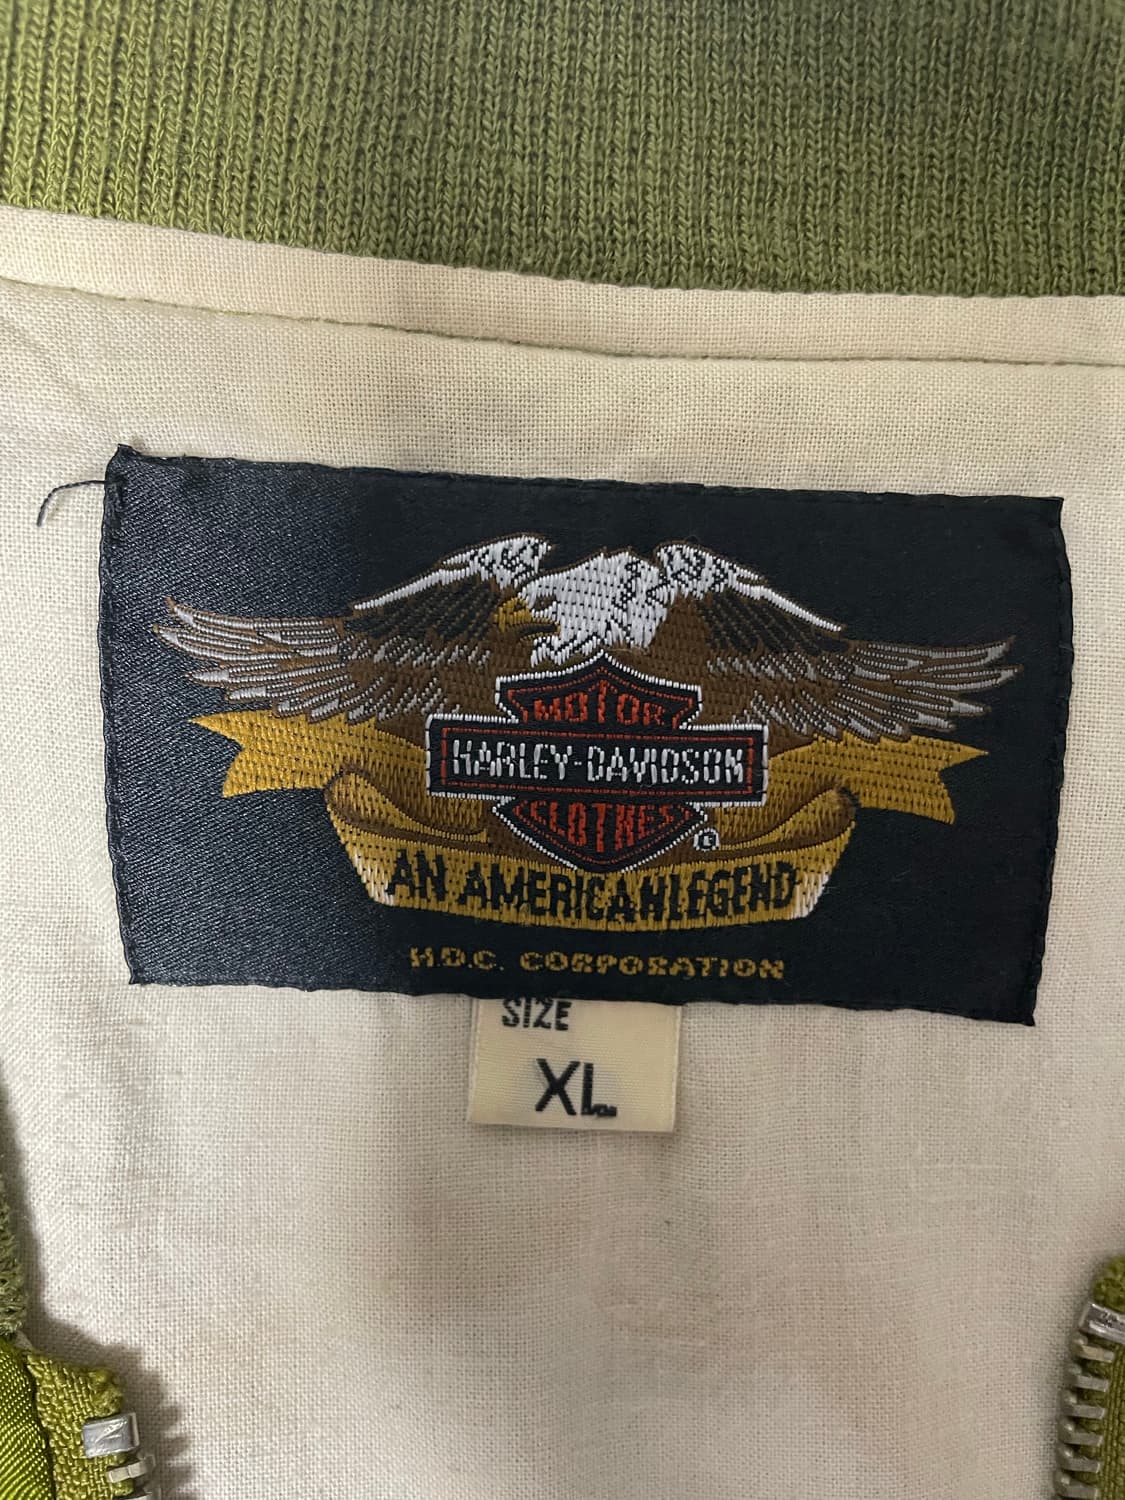 MOTOR
HARLEY-DAVIDSON
CLOTHES
®
AN AMERICAN LEGEND
H.D.C. CORPORATION
SIZE
XL